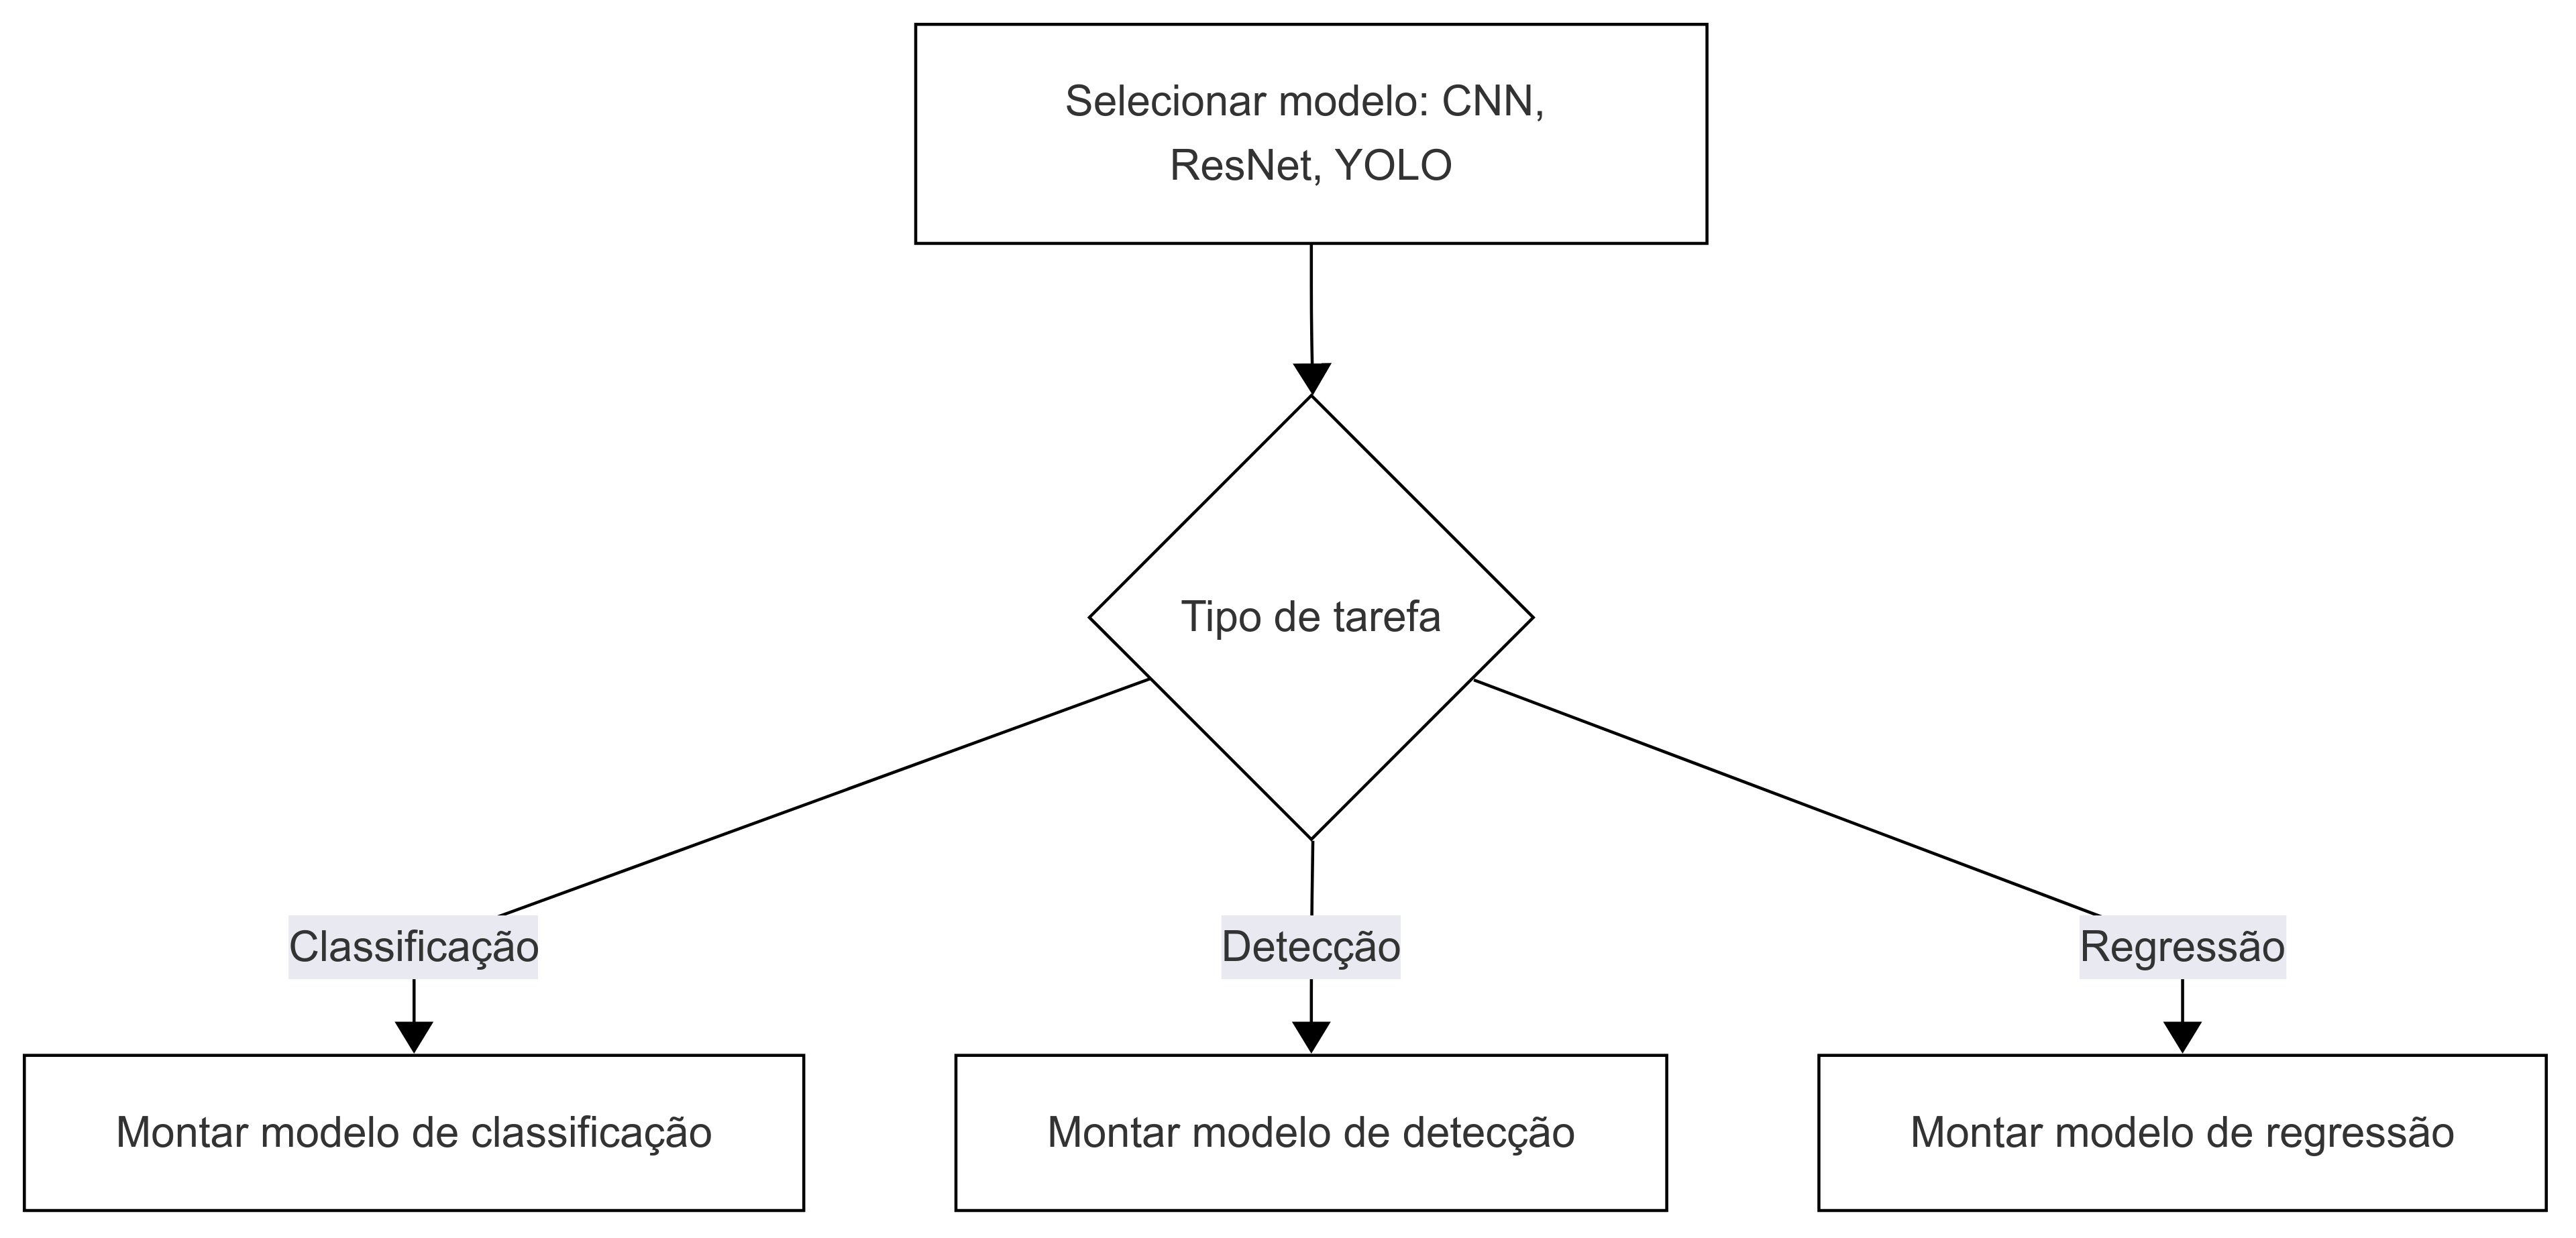 Selecionar modelo: CNN,
ResNet, YOLO
Tipo de tarefa
Classificação
Detecção
Regressão
Montar modelo de classificação
Montar modelo de detecção
Montar modelo de regressão